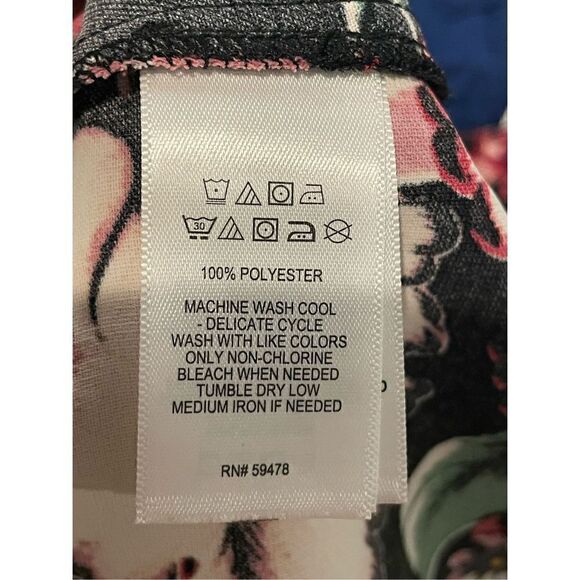 30
100% POLYESTER
MACHINE WASH COOL
- DELICATE CYCLE
WASH WITH LIKE COLORS
ONLY NON-CHLORINE
BLEACH WHEN NEEDED
TUMBLE DRY LOW
MEDIUM IRON IF NEEDED
RN# 59478